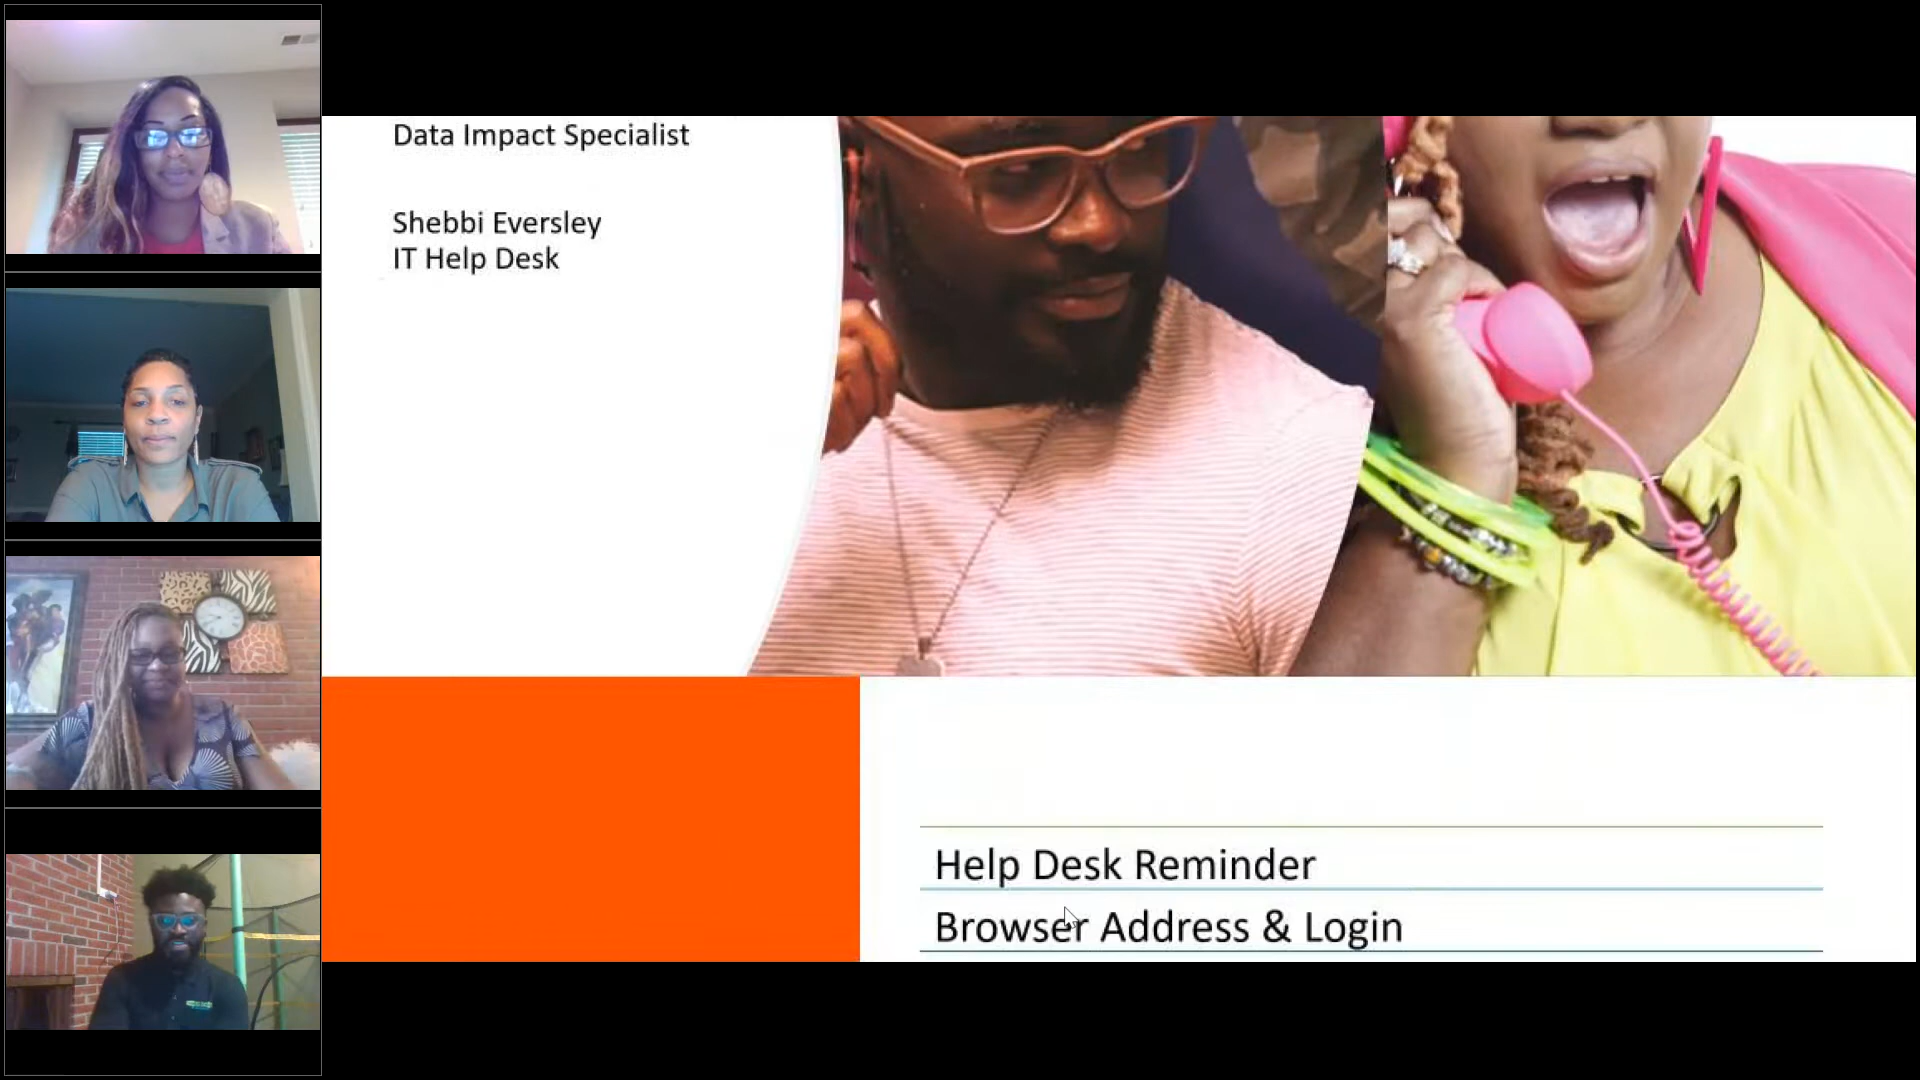 Data Impact Specialist
Shebbi Eversley
IT Help Desk
Help Desk Reminder
Browser Address & Login